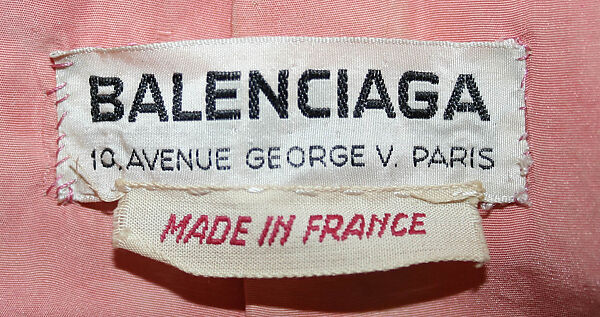 BALENCIAGA
10, AVENUE GEORGE V. PARIS
MADE IN FRANCE